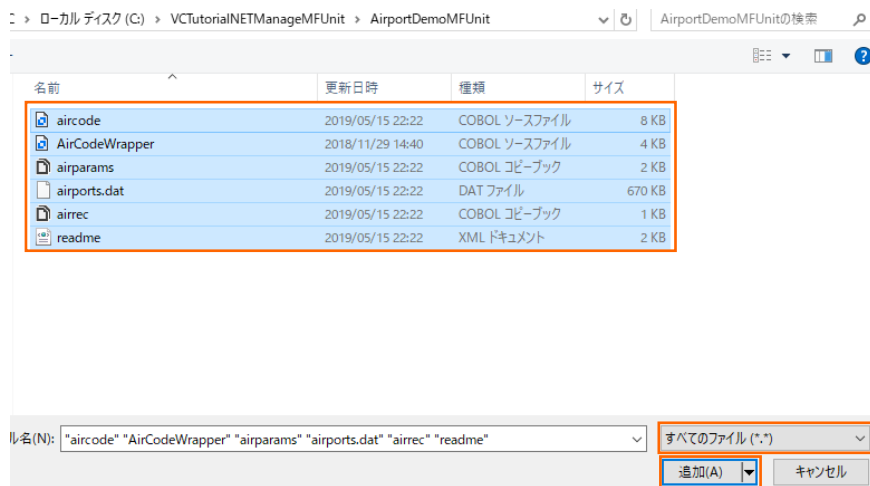 C > ローカル ディスク (C:) > VCTutorialNETManageMFUnit > AirportDemoMFUnit AirportDemoMFUnitの検索
名前 更新日時 種類 サイズ
aircode 2019/05/15 22:22 COBOL ソースファイル 8 KB
AirCodeWrapper 2018/11/29 14:40 COBOL ソースファイル 4 KB
airparams 2019/05/15 22:22 COBOL コピーブック 2 KB
airports.dat 2019/05/15 22:22 DAT ファイル 670 KB
airrec 2019/05/15 22:22 COBOL コピーブック 1 KB
readme 2019/05/15 22:22 XML ドキュメント 2 KB
ル名(N): "aircode" "AirCodeWrapper" "airparams" "airports.dat" "airrec" "readme" すべてのファイル (*.*)
追加(A) キャンセル